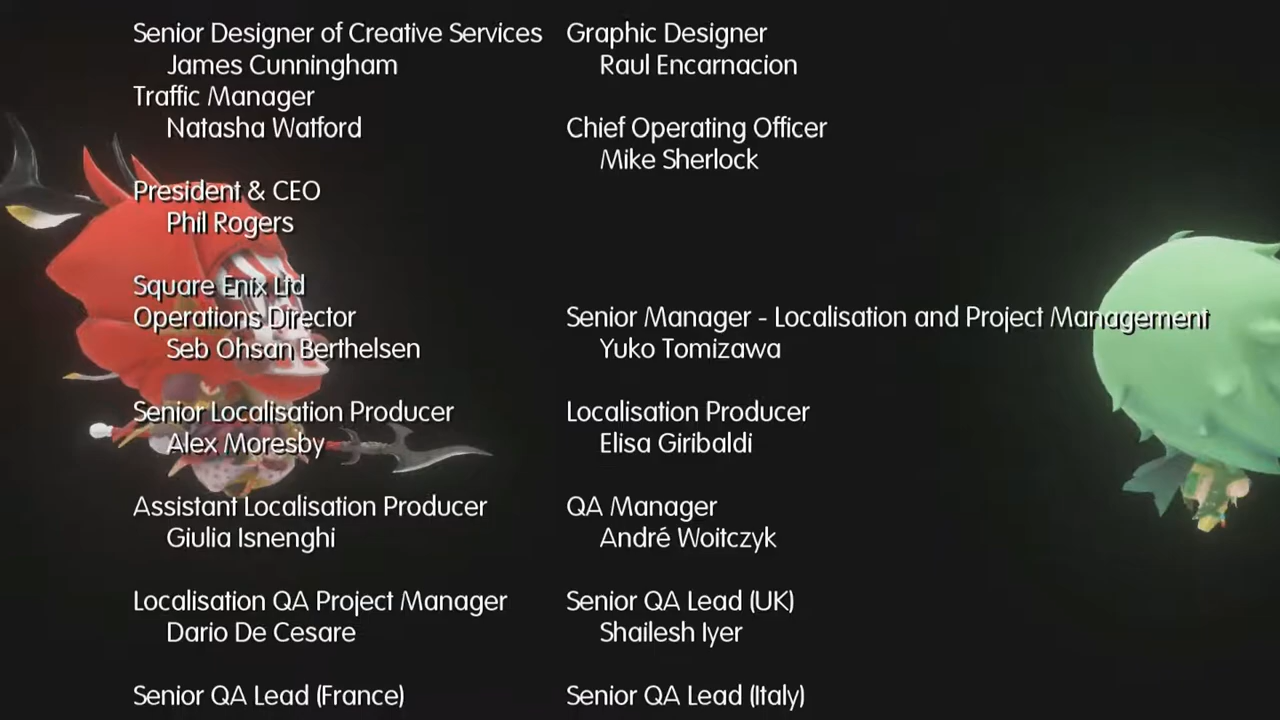 Senior Designer of Creative Services
James Cunningham
Traffic Manager
Natasha Watford
President & CEO
Phil Rogers
Graphic Designer
Raul Encarnacion
Chief Operating Officer
Mike Sherlock
Square Enix Ltd
Operations Director
Seb Ohsan Berthelsen
Senior Manager - Localisation and Project Management
Yuko Tomizawa
Senior Localisation Producer
Alex Moresby
Localisation Producer
Elisa Giribaldi
Assistant Localisation Producer
Giulia Isnenghi
QA Manager
André Woitczyk
Localisation QA Project Manager
Dario De Cesare
Senior QA Lead (UK)
Shailesh Iyer
Senior QA Lead (France)
Senior QA Lead (Italy)